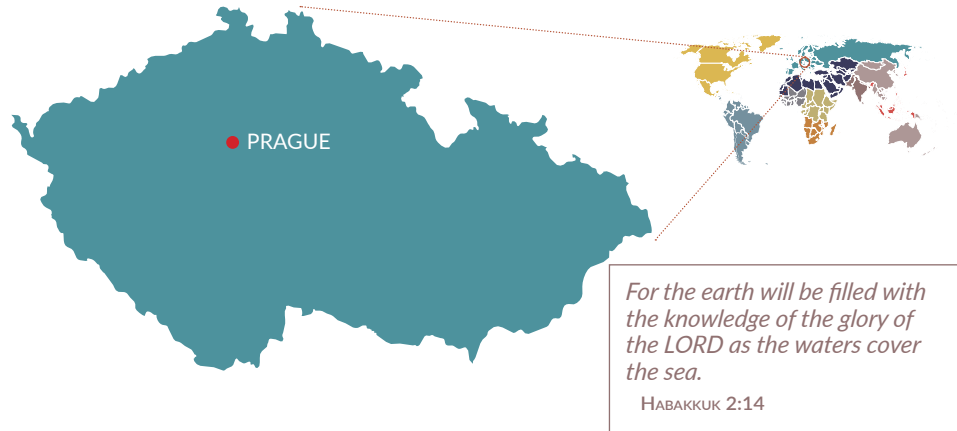 PRAGUE
For the earth will be filled with
the knowledge of the glory of
the LORD as the waters cover
the sea.
Habakkuk 2:14